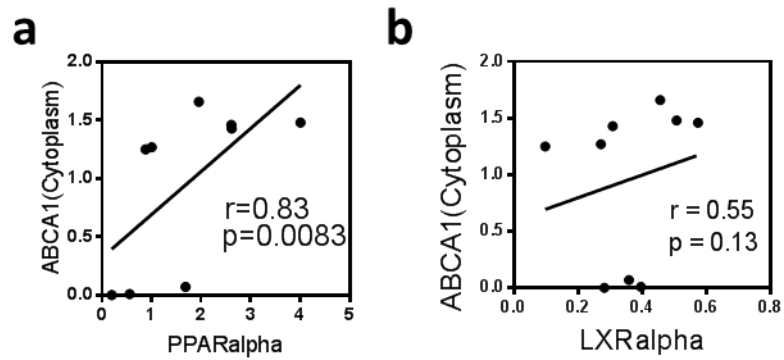 a
ABCA1(Cytoplasm)
2.0
1.5
1.0
0.5
0.0
0
1
2
3
4
5
r=0.83
p=0.0083
PPARalpha
b
ABCA1(Cytoplasm)
2.0
1.5
1.0
0.5
0.0
0.0
0.2
0.4
0.6
0.8
r = 0.55
p = 0.13
LXRalpha